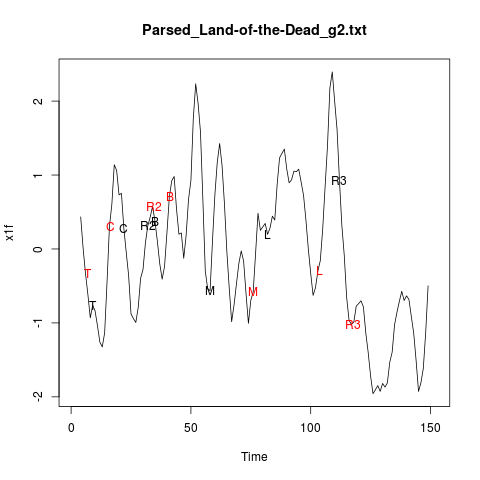 Parsed_Land-of-the-Dead_g2.txt
x1f
2
1
0
-1
-2
T
T
C
C
R2
R2
B
B
M
M
L
L
R3
R3
0
50
100
150
Time